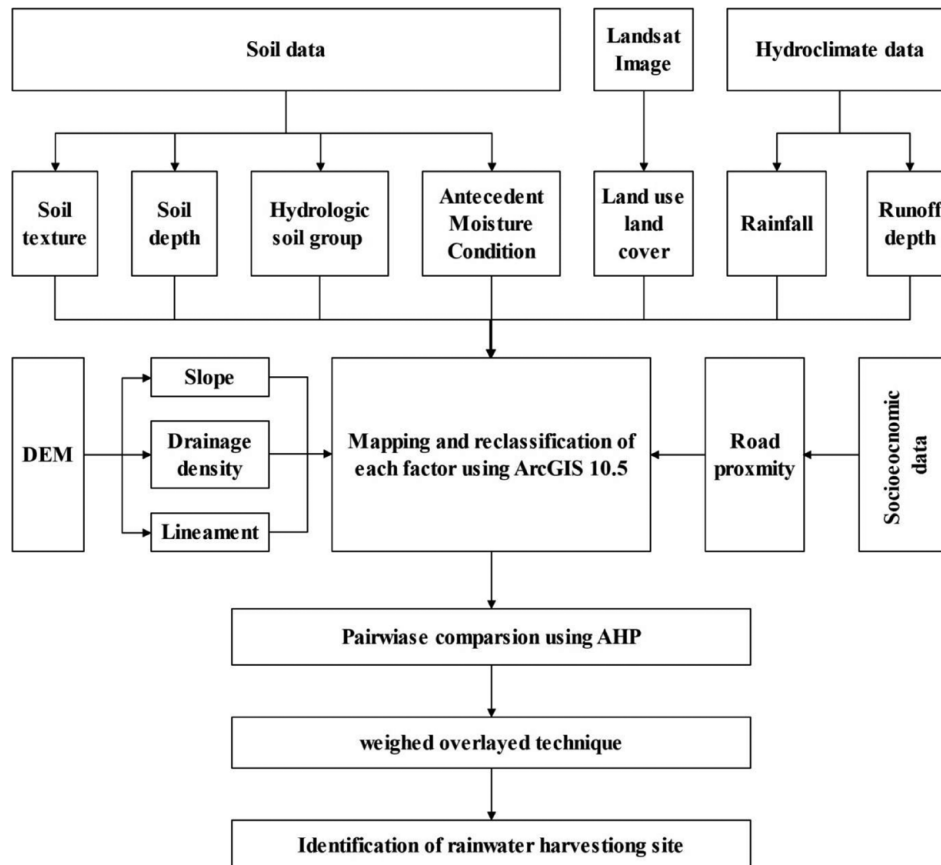 Soil data
Landsat
Image
Hydroclimate data
Soil
texture
Soil
depth
Hydrologic
soil group
Antecedent
Moisture
Condition
Land use
land
cover
Rainfall
Runoff
depth
DEM
Slope
Drainage
density
Lineament
Mapping and reclassification of
each factor using ArcGIS 10.5
Road
proxmity
Socioeocnomic
data
Pairwiase comparsion using AHP
weighed overlayed technique
Identification of rainwater harvestiong site